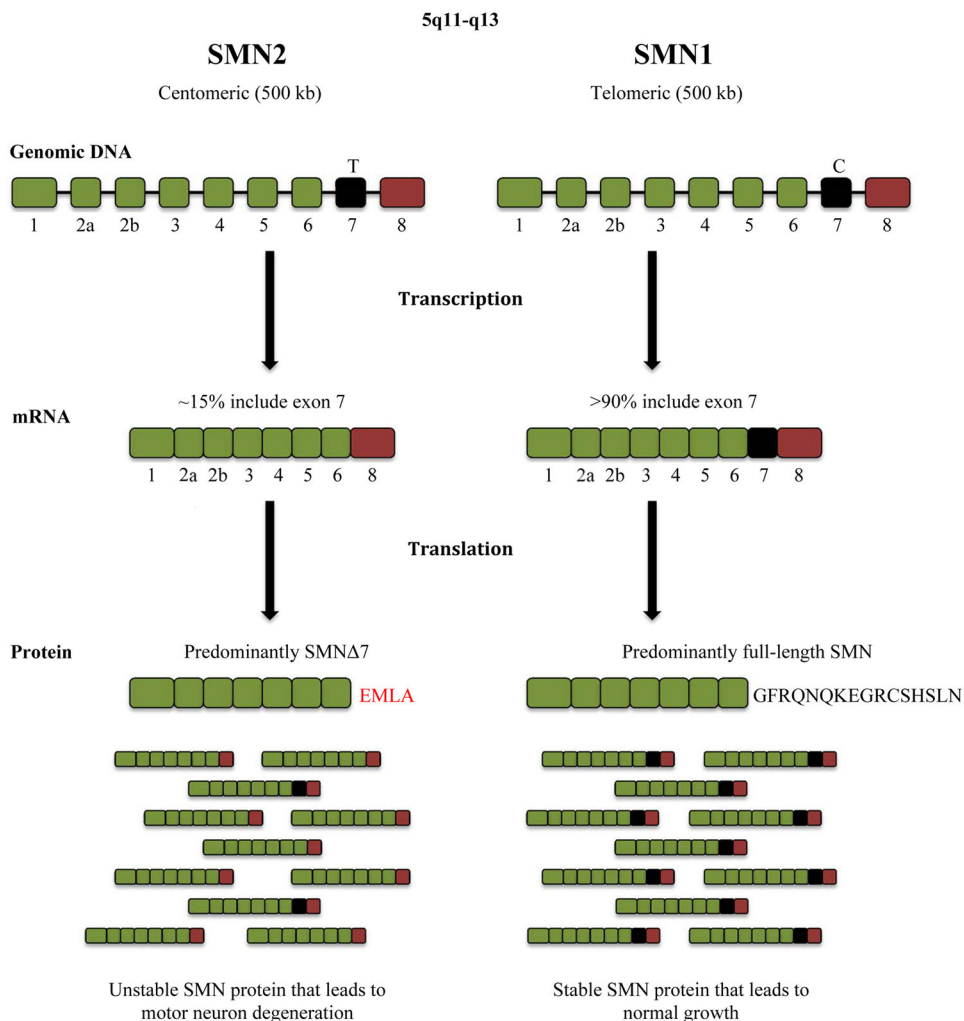 5q11-q13
SMN2
SMN1
Centomeric (500 kb)
Telomeric (500 kb)
Genomic DNA
T
C
1 2a 2b 3 4 5 6 7 8
1 2a 2b 3 4 5 6 7 8
Transcription
~15% include exon 7
>90% include exon 7
mRNA
1 2a 2b 3 4 5 6 8
1 2a 2b 3 4 5 6 7 8
Translation
Protein
Predominantly SMNΔ7
Predominantly full-length SMN
EMLA
GFRQNQKEGRCSHSLN
Unstable SMN protein that leads to
motor neuron degeneration
Stable SMN protein that leads to
normal growth